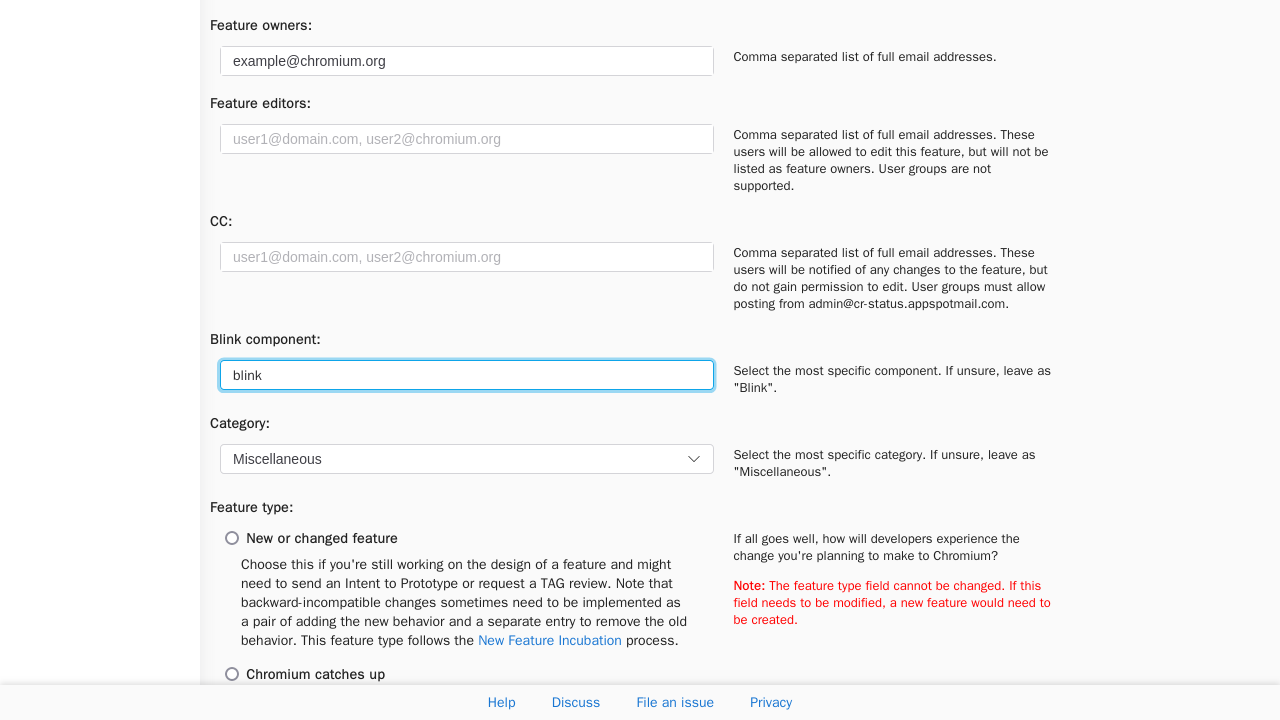 Feature owners:
example@chromium.org
Comma separated list of full email addresses.
Feature editors:
user1@domain.com, user2@chromium.org
Comma separated list of full email addresses. These
users will be allowed to edit this feature, but will not be
listed as feature owners. User groups are not
supported.
CC:
user1@domain.com, user2@chromium.org
Comma separated list of full email addresses. These
users will be notified of any changes to the feature, but
do not gain permission to edit. User groups must allow
posting from admin@cr-status.appspotmail.com.
Blink component:
blink
Select the most specific component. If unsure, leave as
"Blink".
Category:
Miscellaneous
Select the most specific category. If unsure, leave as
"Miscellaneous".
Feature type:
New or changed feature
Choose this if you're still working on the design of a feature and might
need to send an Intent to Prototype or request a TAG review. Note that
backward-incompatible changes sometimes need to be implemented as
a pair of adding the new behavior and a separate entry to remove the old
behavior. This feature type follows the New Feature Incubation process.
If all goes well, how will developers experience the
change you're planning to make to Chromium?
Note: The feature type field cannot be changed. If this
field needs to be modified, a new feature would need to
be created.
Chromium catches up
Help
Discuss
File an issue
Privacy